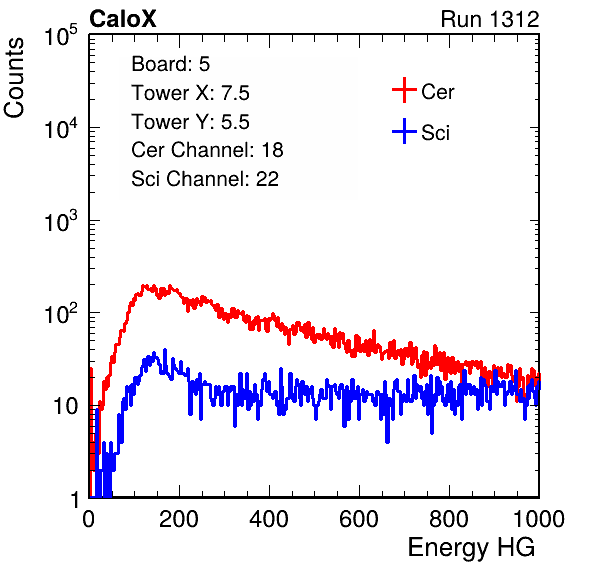 CaloX Run 1312
Counts
10^5
10^4
10^3
10^2
10
1
Board: 5
Tower X: 7.5
Tower Y: 5.5
Cer Channel: 18
Sci Channel: 22
Cer
Sci
0 200 400 600 800 1000
Energy HG